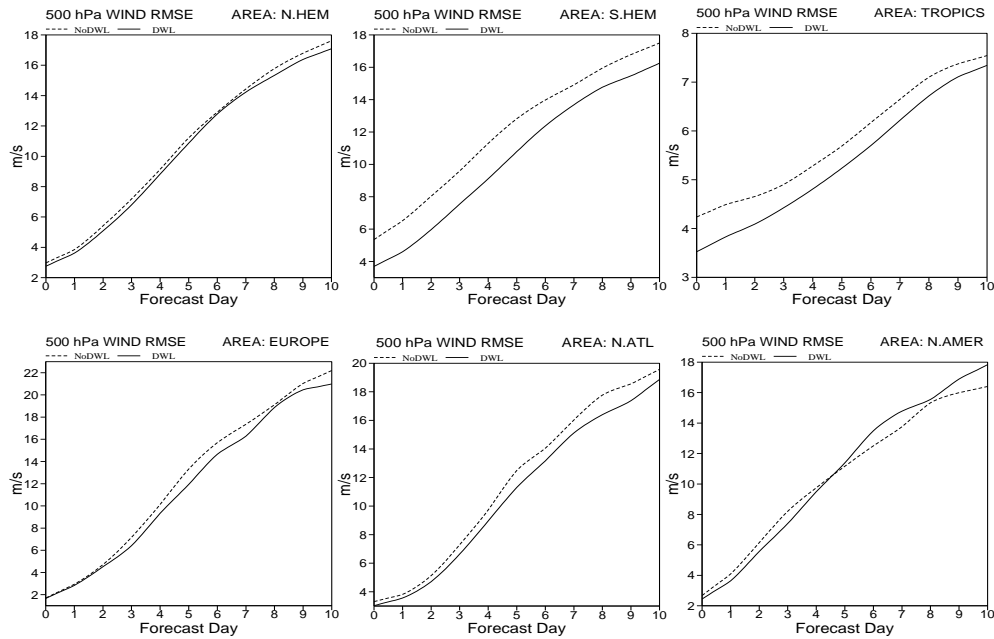 500 hPa WIND RMSE AREA: N.HEM
NoDWL DWL
18
16
14
12
10
8
6
4
2
m/s
0 1 2 3 4 5 6 7 8 9 10
Forecast Day
500 hPa WIND RMSE AREA: S.HEM
NoDWL DWL
18
16
14
12
10
8
6
4
2
m/s
0 1 2 3 4 5 6 7 8 9 10
Forecast Day
500 hPa WIND RMSE AREA: TROPICS
NoDWL DWL
8
7
6
5
4
3
m/s
0 1 2 3 4 5 6 7 8 9 10
Forecast Day
500 hPa WIND RMSE AREA: EUROPE
NoDWL DWL
22
20
18
16
14
12
10
8
6
4
2
m/s
0 1 2 3 4 5 6 7 8 9 10
Forecast Day
500 hPa WIND RMSE AREA: N.ATL
NoDWL DWL
20
18
16
14
12
10
8
6
4
m/s
0 1 2 3 4 5 6 7 8 9 10
Forecast Day
500 hPa WIND RMSE AREA: N.AMER
NoDWL DWL
18
16
14
12
10
8
6
4
2
m/s
0 1 2 3 4 5 6 7 8 9 10
Forecast Day